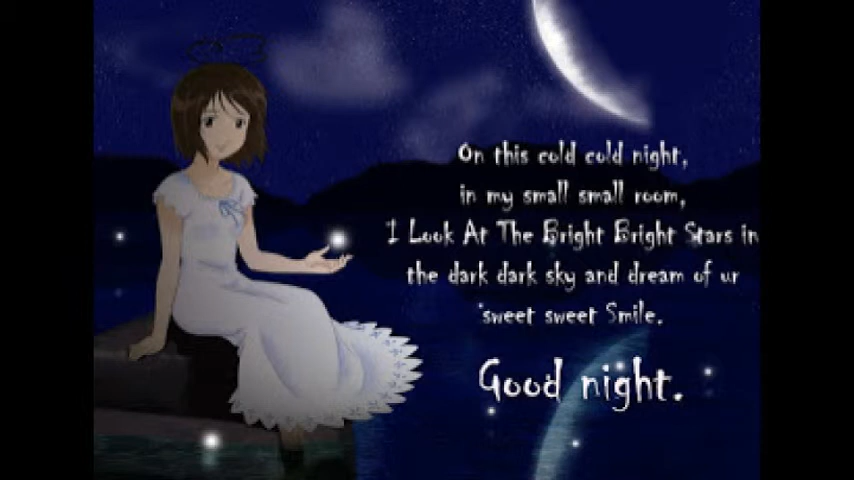 On this cold cold night,
in my small small room,
I Look At The Bright Bright Stars in
the dark dark sky and dream of ur
sweet sweet Smile.
Good night.